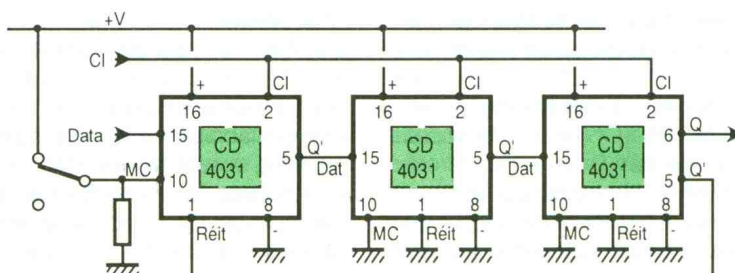 +V
Cl
+ Cl + Cl + Cl
16 2 16 2 16 2
Data 15 CD 4031 Q' 5 Dat 15 CD 4031 Q' 5 Dat 15 CD 4031 6 Q
MC 10 5 Q'
1 8 10 1 8 10 1 8
Réit - MC Réit - MC Réit -